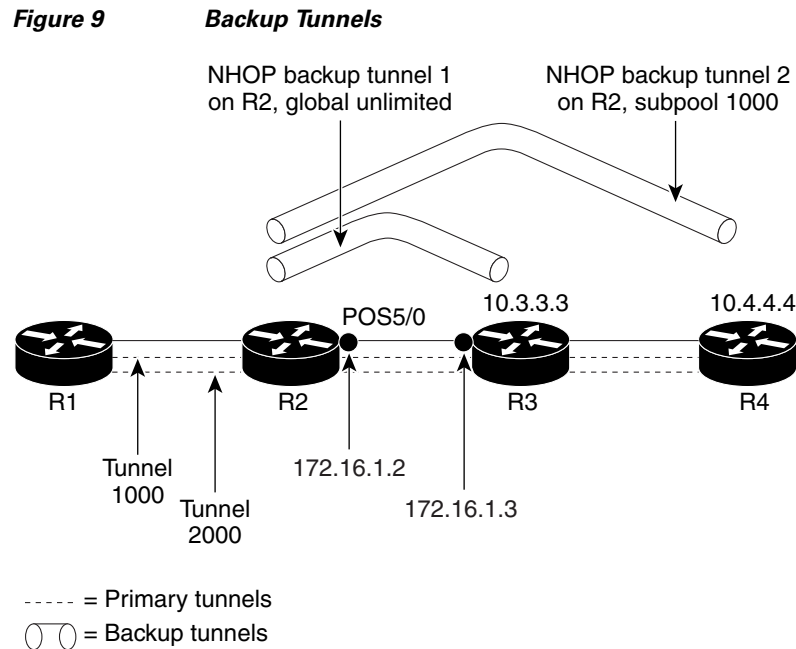 Figure 9 Backup Tunnels
NHOP backup tunnel 1
on R2, global unlimited
NHOP backup tunnel 2
on R2, subpool 1000
POS5/0
10.3.3.3
10.4.4.4
R1
R2
R3
R4
Tunnel
1000
Tunnel
2000
172.16.1.2
172.16.1.3
= Primary tunnels
= Backup tunnels